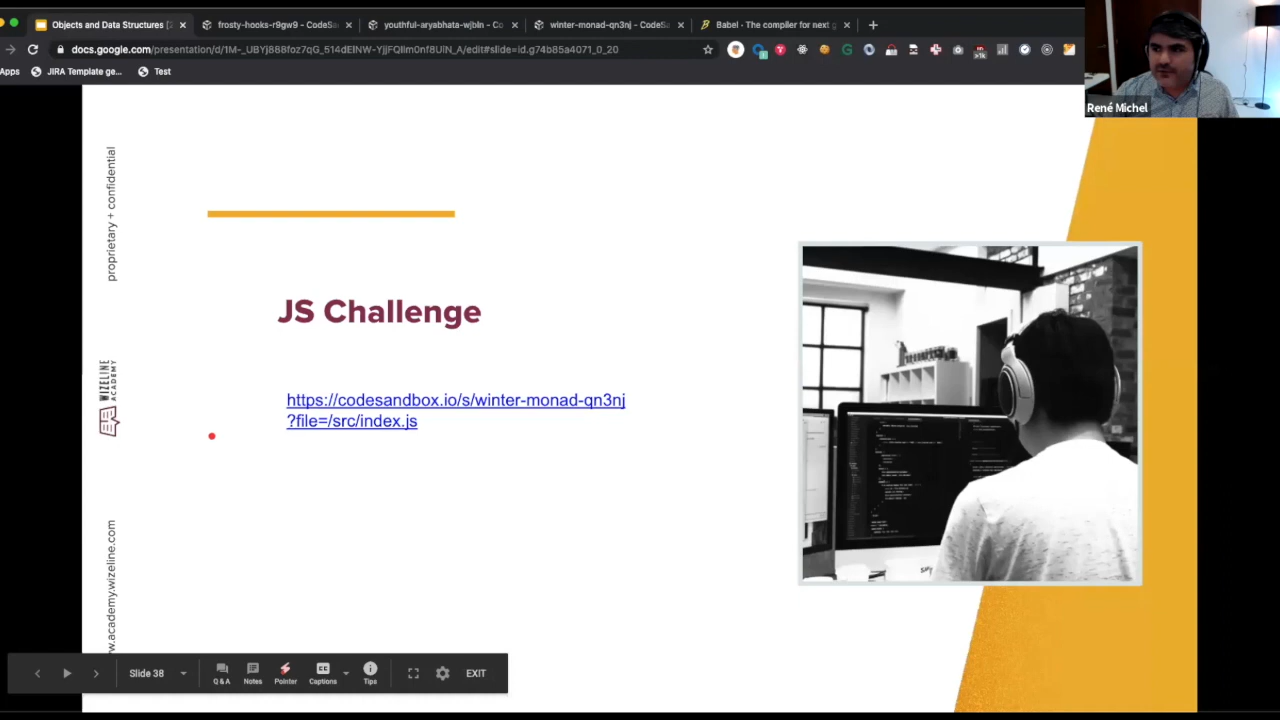 Objects and Data Structures [
frosty-hooks-r9gw9 - CodeSa
youthful-aryabhata-wjbln - Co
winter-monad-qn3nj - CodeSa
Babel - The compiler for next g
Apps
JIRA Template ge...
Test
René Michel
proprietary + confidential
WIZELINE
ACADEMY
w.academy.wizeline.com
JS Challenge
https://codesandbox.io/s/winter-monad-qn3nj
?file=/src/index.js
Slide 38
Q & A
Notes
Pointer
Captions
Tips
EXIT